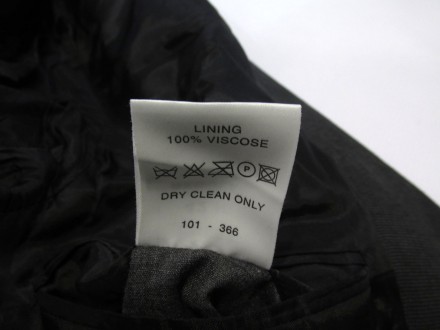 LINING
100% VISCOSE
P
DRY CLEAN ONLY
101 - 366